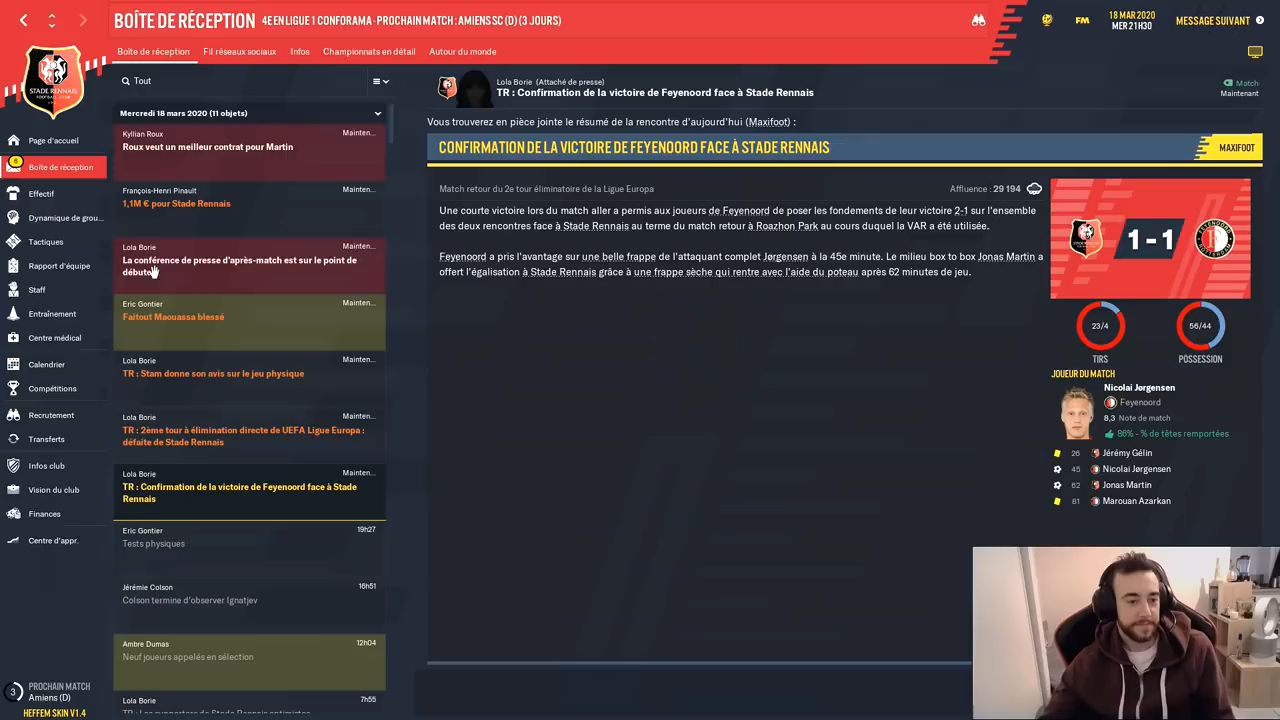 BOÎTE DE RÉCEPTION
4E EN LIGUE 1 CONFORAMA - PROCHAIN MATCH : AMIENS SC (D) (3 JOURS)
FM
18 MAR 2020
MER 21H30
MESSAGE SUIVANT
Boîte de réception
Fil réseaux sociaux
Infos
Championnats en détail
Autour du monde
STADE RENNAIS
Page d'accueil
6
Boîte de réception
Effectif
Dynamique de grou...
Tactiques
Rapport d'équipe
Staff
Entraînement
Centre médical
Calendrier
Compétitions
Recrutement
Transferts
Infos club
Vision du club
Finances
Centre d'appr.
3
PROCHAIN MATCH
Amiens (D)
HEFFEM SKIN V1.4
Tout
Mercredi 18 mars 2020 (11 objets)
Kyllian Roux
Mainten...
Roux veut un meilleur contrat pour Martin
François-Henri Pinault
Mainten...
1,1M € pour Stade Rennais
Lola Borie
Mainten...
La conférence de presse d'après-match est sur le point de
débuter
Eric Gontier
Mainten...
Faitout Maouassa blessé
Lola Borie
Mainten...
TR : Stam donne son avis sur le jeu physique
Lola Borie
Mainten...
TR : 2ème tour à élimination directe de UEFA Ligue Europa :
défaite de Stade Rennais
Lola Borie
Mainten...
TR : Confirmation de la victoire de Feyenoord face à Stade
Rennais
Eric Gontier
19h27
Tests physiques
Jérémie Colson
16h51
Colson termine d'observer Ignatjev
Ambre Dumas
12h04
Neuf joueurs appelés en sélection
Lola Borie
7h55
TR : Les supporters de Stade Rennais optimistes
Lola Borie (Attaché de presse)
TR : Confirmation de la victoire de Feyenoord face à Stade Rennais
Match
Maintenant
Vous trouverez en pièce jointe le résumé de la rencontre d'aujourd'hui (Maxifoot) :
CONFIRMATION DE LA VICTOIRE DE FEYENOORD FACE À STADE RENNAIS
MAXIFOOT
Match retour du 2e tour éliminatoire de la Ligue Europa
Affluence : 29 194
Une courte victoire lors du match aller a permis aux joueurs de Feyenoord de poser les fondements de leur victoire 2-1 sur l'ensemble
des deux rencontres face à Stade Rennais au terme du match retour à Roazhon Park au cours duquel la VAR a été utilisée.
Feyenoord a pris l'avantage sur une belle frappe de l'attaquant complet Jørgensen à la 45e minute. Le milieu box to box Jonas Martin a
offert l'égalisation à Stade Rennais grâce à une frappe sèche qui rentre avec l'aide du poteau après 62 minutes de jeu.
1 - 1
23/4
TIRS
56/44
POSSESSION
JOUEUR DU MATCH
Nicolai Jørgensen
Feyenoord
8,3 Note de match
86% - % de têtes remportées
26 Jérémy Gélin
45 Nicolai Jørgensen
62 Jonas Martin
81 Marouan Azarkan